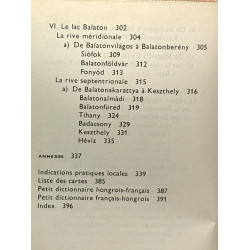 VI. Le lac Balaton 302
La rive méridionale 304
a) De Balatonvilágos à Balatonberény 305
Siófok 309
Balatonföldvár 312
Fonyód 313
La rive septentrionale 315
a) De Balatonakarattya à Keszthely 316
Balatonalmádi 318
Balatonfüred 319
Tihany 324
Badacsony 329
Keszthely 331
Hévíz 335
ANNEXES 337
Indications pratiques locales 339
Liste des cartes 385
Petit dictionnaire hongrois-français 387
Petit dictionnaire français-hongrois 391
Index 396